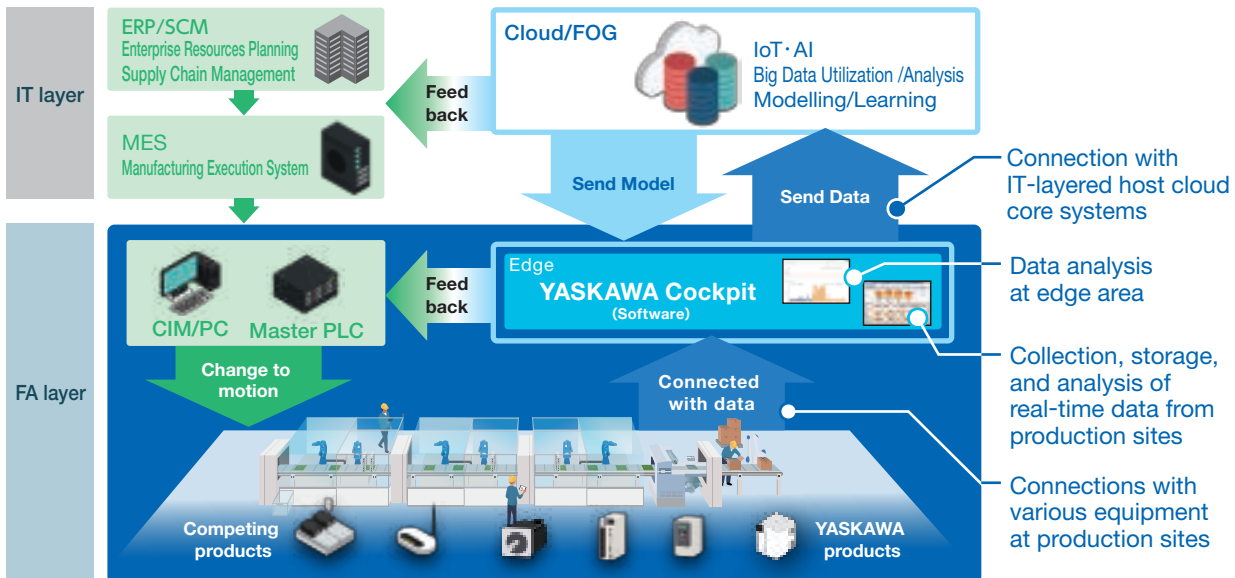 IT layer
ERP/SCM
Enterprise Resources Planning
Supply Chain Management
MES
Manufacturing Execution System
Feed
back
Cloud/FOG
IoT・AI
Big Data Utilization /Analysis
Modelling/Learning
Send Model
Send Data
Connection with
IT-layered host cloud
core systems
FA layer
CIM/PC
Master PLC
Feed
back
Edge
YASKAWA Cockpit
(Software)
Data analysis
at edge area
Change to
motion
Connected
with data
Collection, storage,
and analysis of
real-time data from
production sites
Competing
products
YASKAWA
products
Connections with
various equipment
at production sites